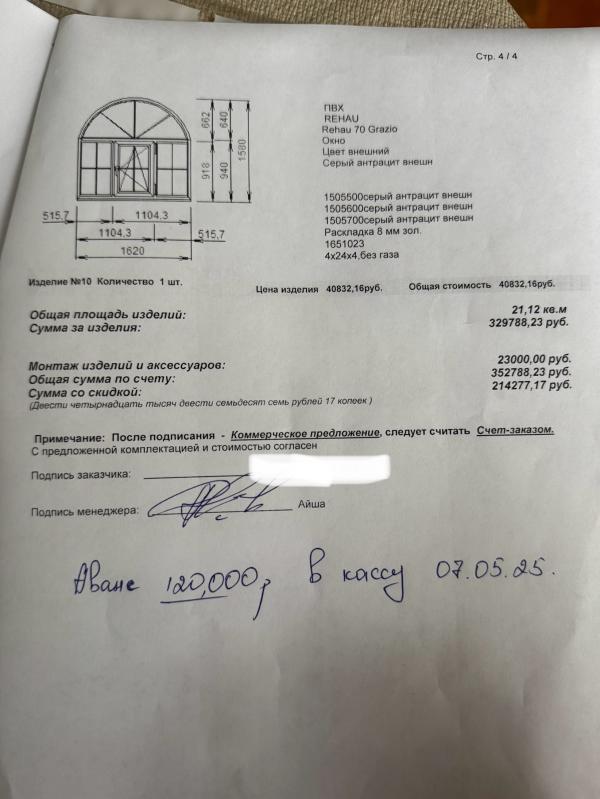 Стр. 4 / 4
ПВХ
REHAU
Rehau 70 Grazio
Окно
Цвет внешний
Серый антрацит внешн
1505500серый антрацит внешн
1505600серый антрацит внешн
1505700серый антрацит внешн
Раскладка 8 мм зол.
1651023
4x24x4,без газа
662
640
1580
918
940
515.7
1104.3
1104.3
515.7
1620
Изделие №10 Количество 1 шт.
Цена изделия 40832,16руб.
Общая стоимость 40832,16руб.
Общая площадь изделий: 21,12 кв.м
Сумма за изделия: 329788,23 руб.
Монтаж изделий и аксессуаров: 23000,00 руб.
Общая сумма по счету: 352788,23 руб.
Сумма со скидкой: 214277,17 руб.
(Двести четырнадцать тысяч двести семьдесят семь рублей 17 копеек )
Примечание: После подписания - Коммерческое предложение, следует считать Счет-заказом.
С предложенной комплектацией и стоимостью согласен
Подпись заказчика:
Подпись менеджера: Айша
Аванс 120,000р в кассу 07.05.25.